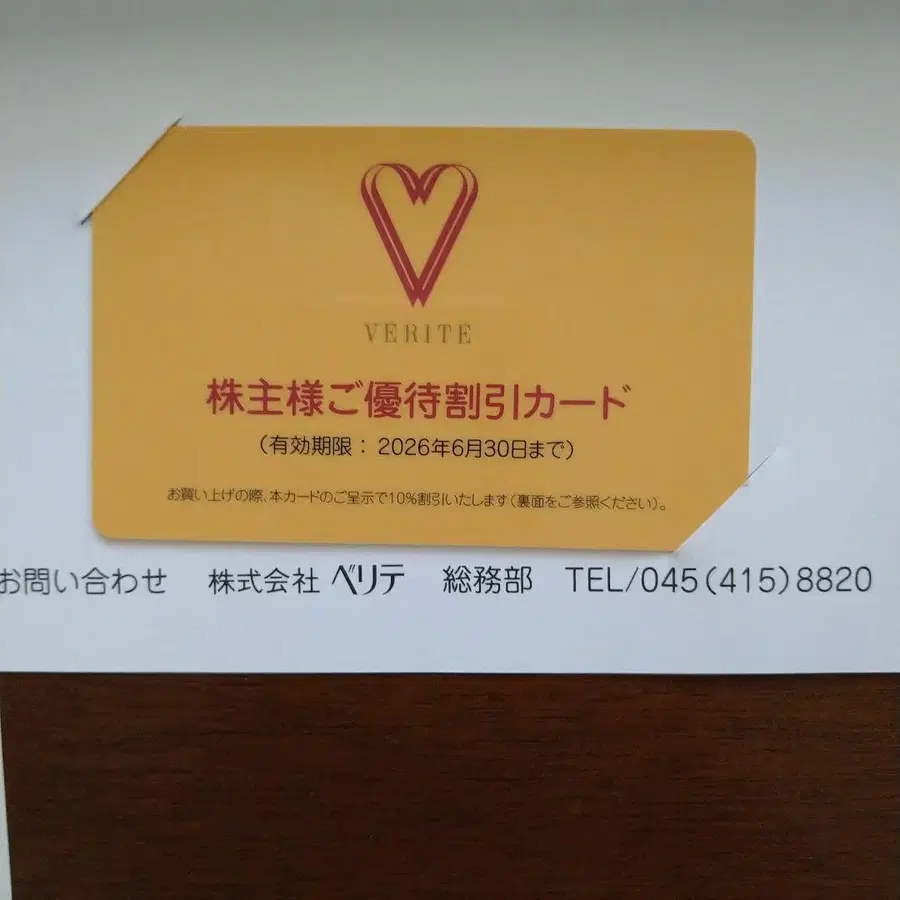 VERITE
株主様ご優待割引カード
(有効期限: 2026年6月30日まで)
お買い上げの際、本カードのご呈示で10%割引いたします(裏面をご参照ください)。
お問い合わせ 株式会社 ベリテ 総務部 TEL/045(415)8820